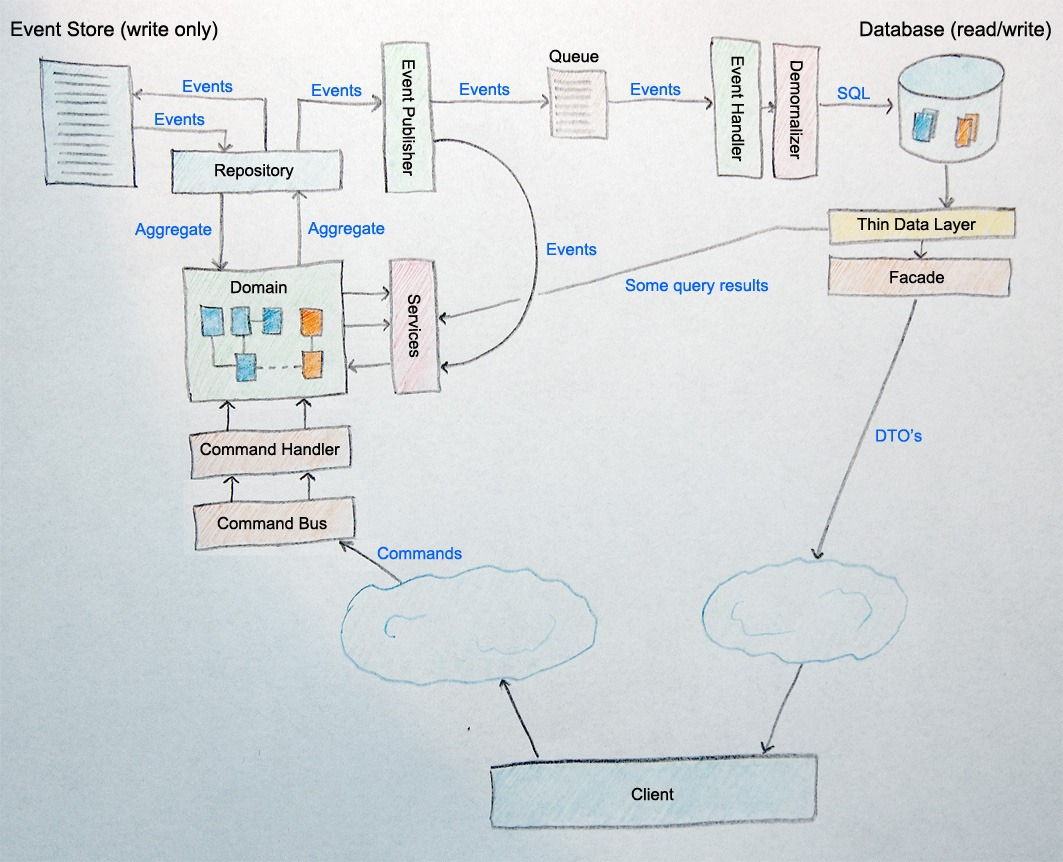 Event Store (write only)
Database (read/write)
Events
Events
Events
Event Publisher
Events
Queue
Events
Event Handler
Demornalizer
SQL
Repository
Aggregate
Aggregate
Thin Data Layer
Facade
Domain
Services
Events
Some query results
Command Handler
Command Bus
Commands
DTO's
Client